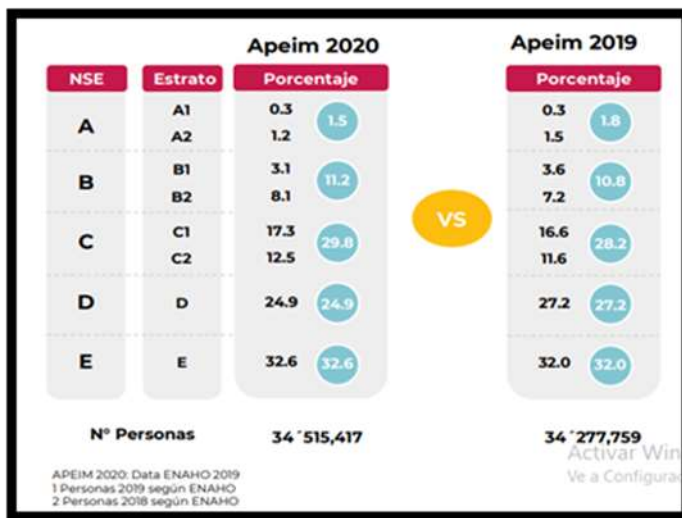 Apeim 2020 Apeim 2019
NSE Estrato Porcentaje Porcentaje
A1 0.3 0.3
A 1.5 1.8
A2 1.2 1.5
B1 3.1 3.6
B 11.2 10.8
B2 8.1 7.2
VS
C1 17.3 16.6
C 29.8 28.2
C2 12.5 11.6
D D 24.9 24.9 27.2 27.2
E E 32.6 32.6 32.0 32.0
N° Personas 34´515,417 34´277,759
Activar Win
Ve a Configurac
APEIM 2020: Data ENAHO 2019
1 Personas 2019 según ENAHO
2 Personas 2018 según ENAHO